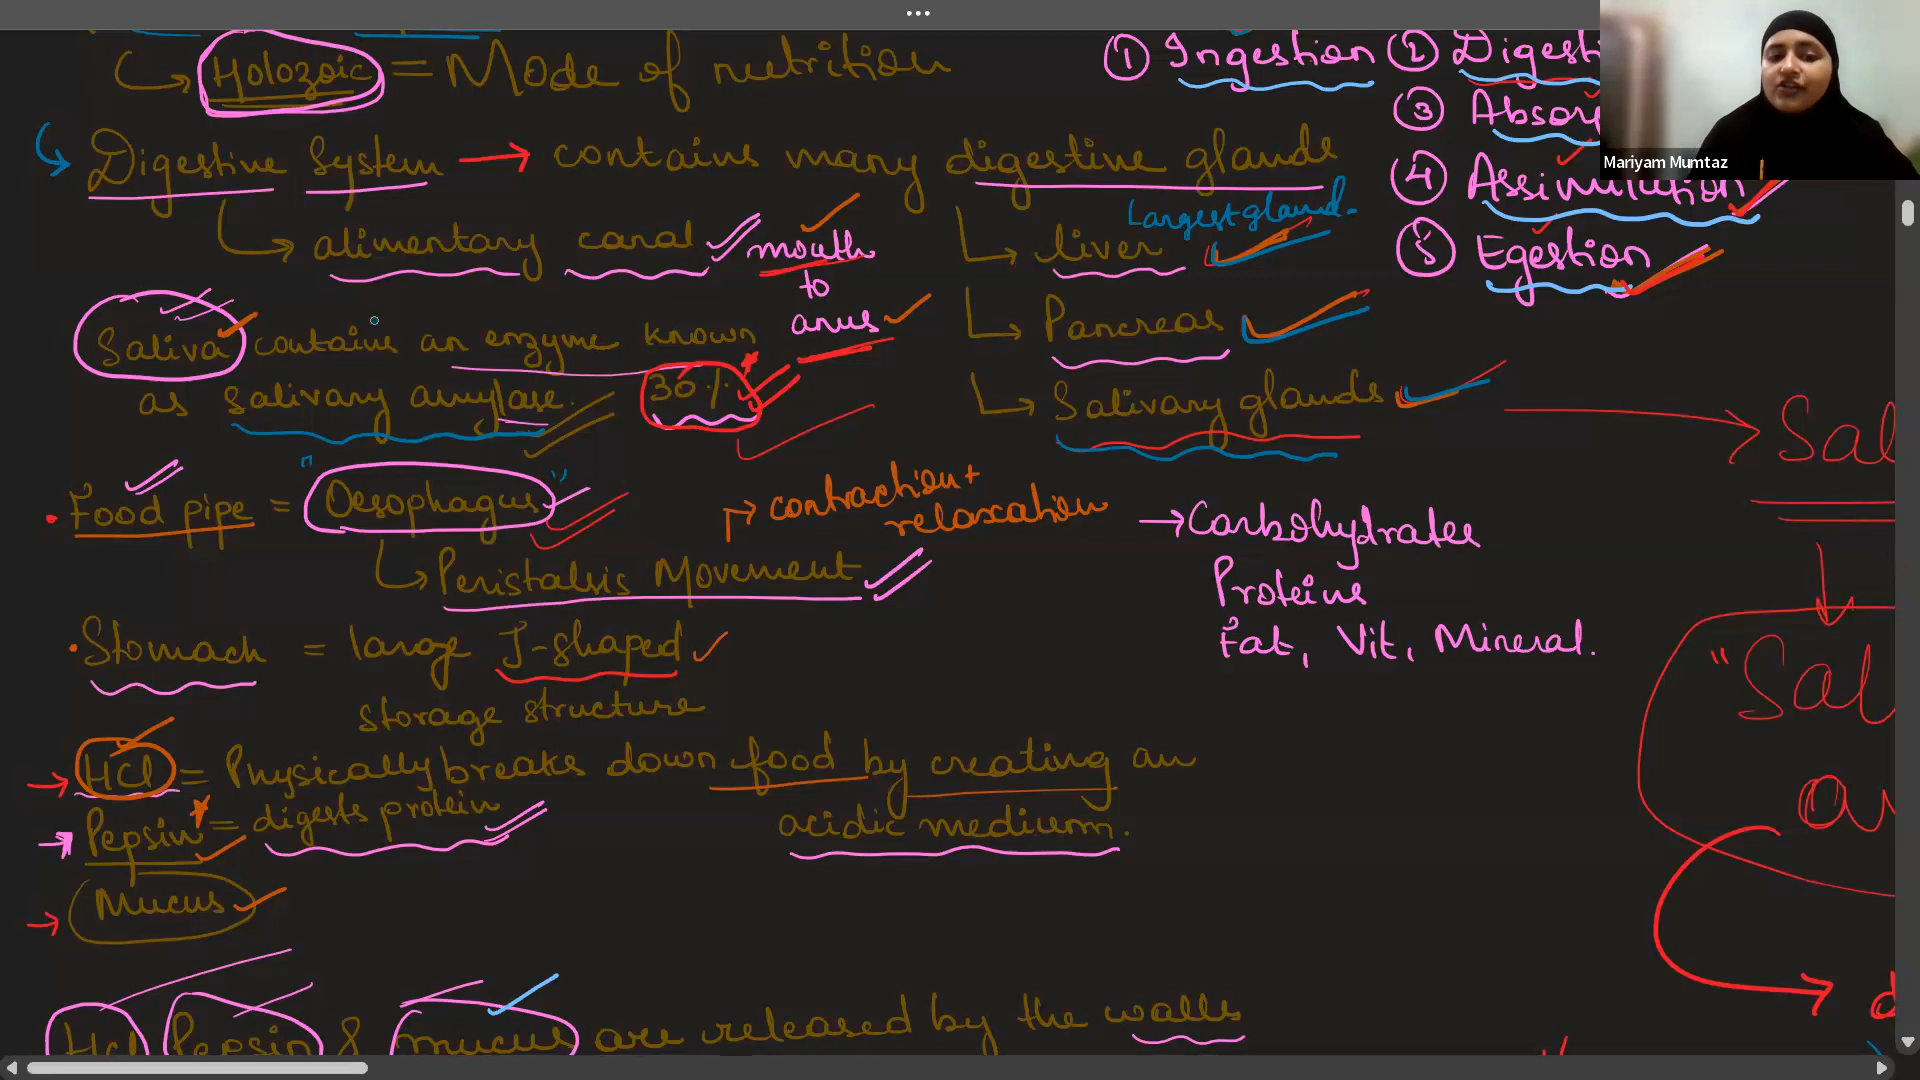 Holozoic = Mode of nutrition
① Ingestion ② Digesti
③ Absorp
④ Assimilation
⑤ Egestion
Mariyam Mumtaz
Digestive System → contains many digestive glands
alimentary canal mouth to anus
Largest gland.
liver
Pancreas
Salivary glands
Saliva contains an enzyme known
as salivary amylase. 30%
Sal
• Food pipe = "Oesophagus"
contraction +
relaxation
Peristalsis Movement
→ Carbohydrates
Proteins
Fat, Vit, Mineral.
• Stomach = large J-shaped
storage structure
"Sal
→ HCl = Physically breaks down food by creating an
acidic medium.
→ Pepsin = digests protein
→ Mucus
HCl Pepsin & mucus are released by the walls